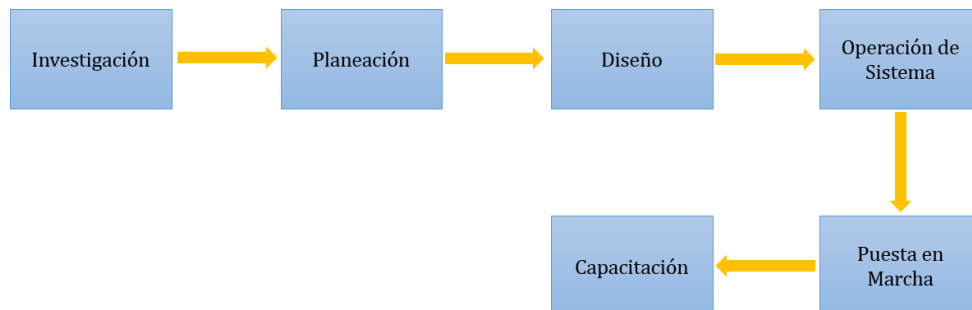 Investigación
Planeación
Diseño
Operación de
Sistema
Capacitación
Puesta en
Marcha